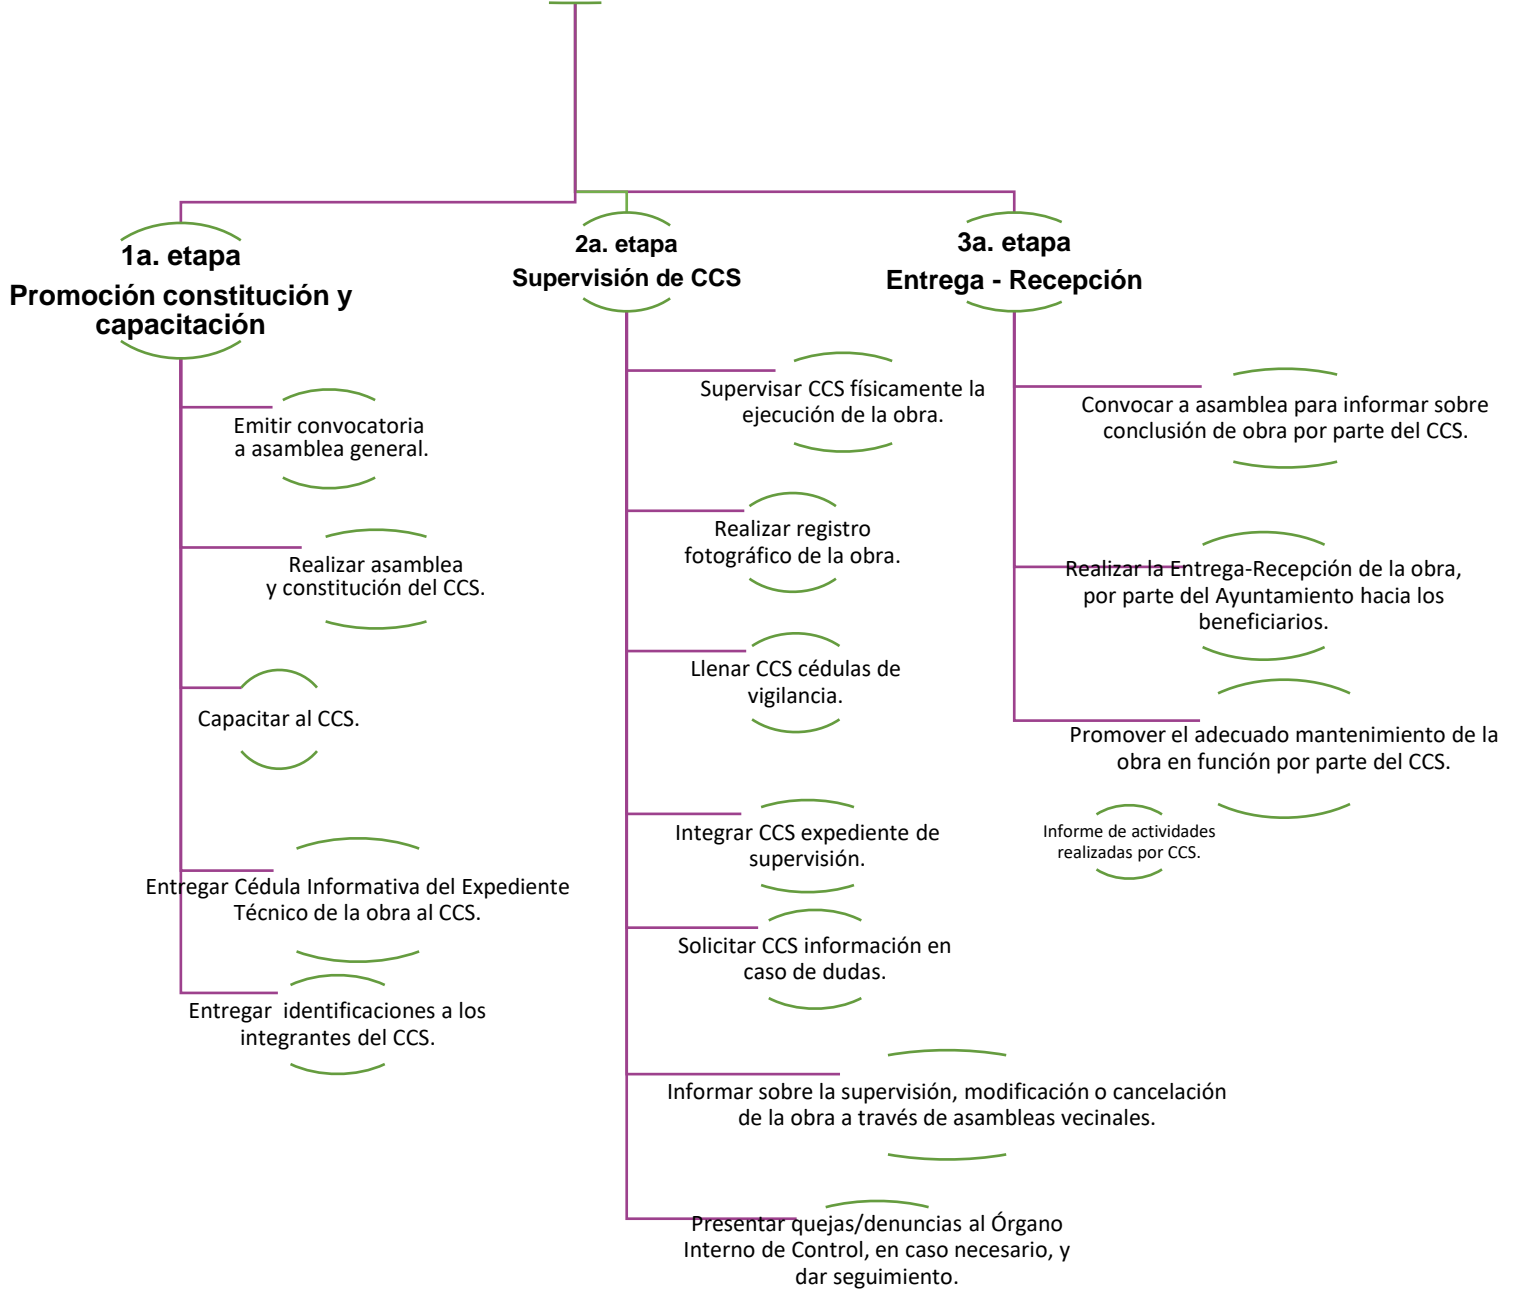 1a. etapa
Promoción constitución y
capacitación
Emitir convocatoria
a asamblea general.
Realizar asamblea
y constitución del CCS.
Capacitar al CCS.
Entregar Cédula Informativa del Expediente
Técnico de la obra al CCS.
Entregar  identificaciones a los
integrantes del CCS.
2a. etapa
Supervisión de CCS
Supervisar CCS físicamente la
ejecución de la obra.
Realizar registro
fotográfico de la obra.
Llenar CCS cédulas de
vigilancia.
Integrar CCS expediente de
supervisión.
Solicitar CCS información en
caso de dudas.
Informar sobre la supervisión, modificación o cancelación
de la obra a través de asambleas vecinales.
Presentar quejas/denuncias al Órgano
Interno de Control, en caso necesario, y
dar seguimiento.
3a. etapa
Entrega - Recepción
Convocar a asamblea para informar sobre
conclusión de obra por parte del CCS.
Realizar la Entrega-Recepción de la obra,
por parte del Ayuntamiento hacia los
beneficiarios.
Promover el adecuado mantenimiento de la
obra en función por parte del CCS.
Informe de actividades
realizadas por CCS.